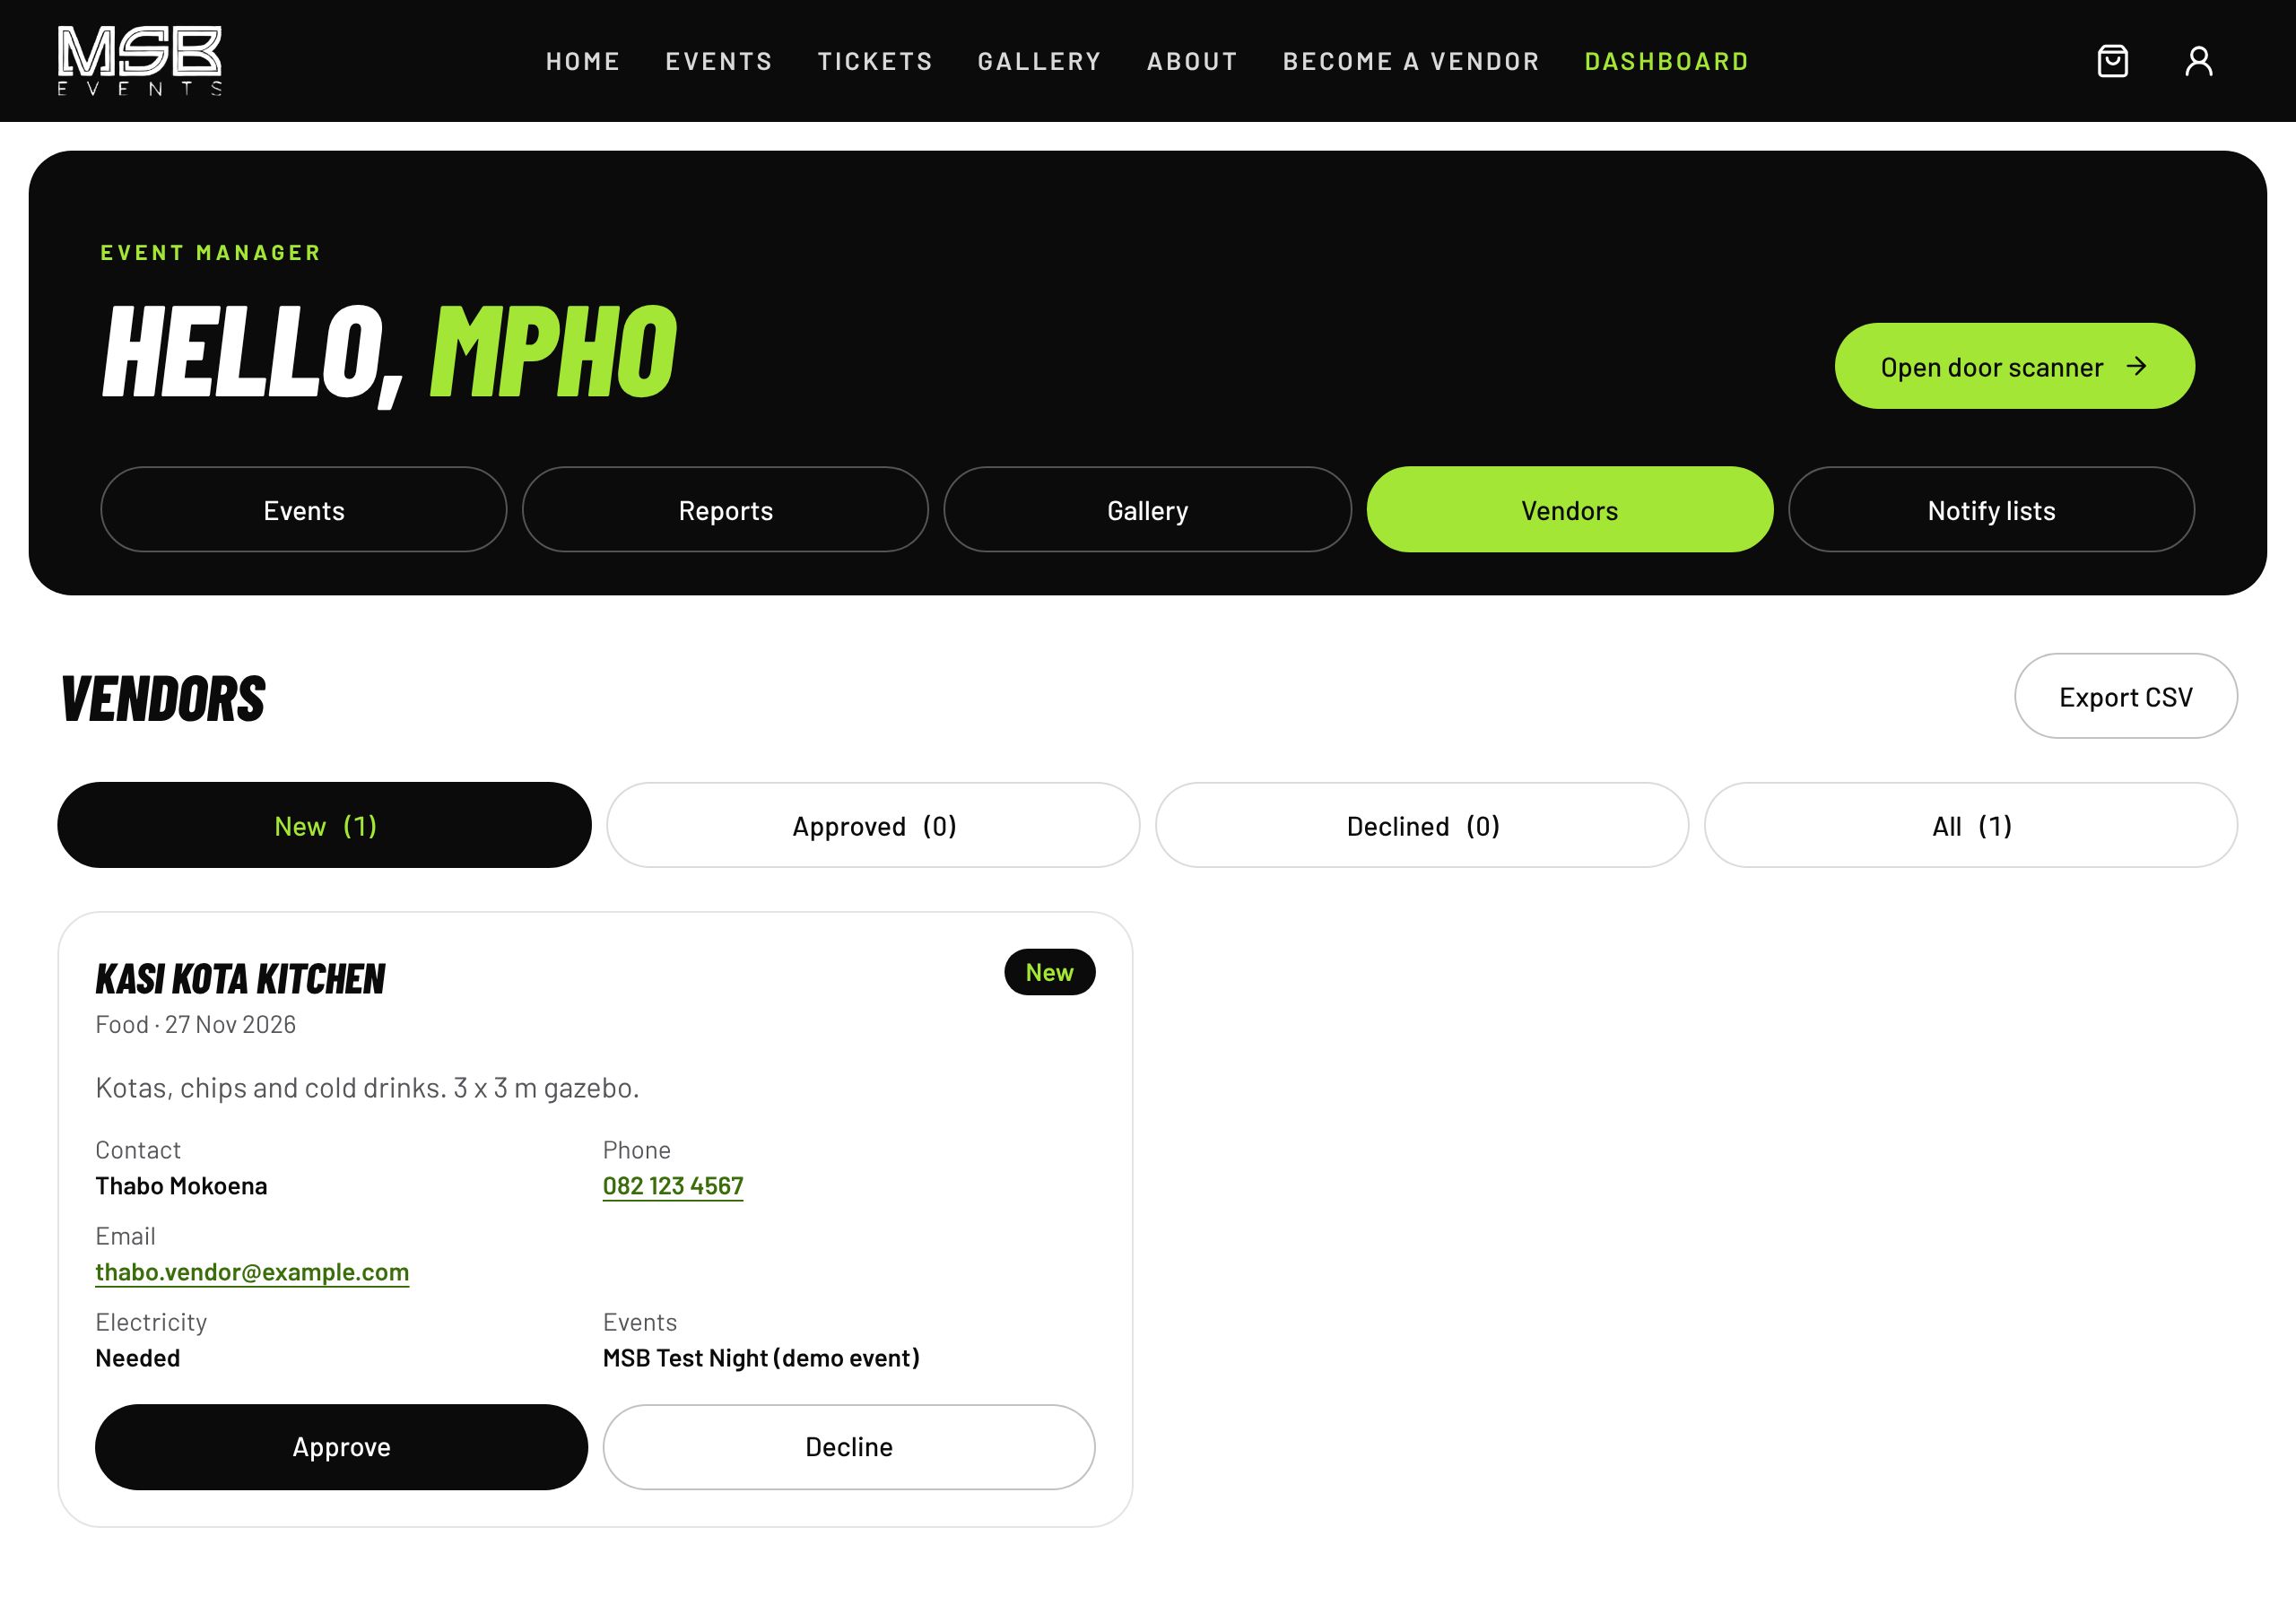 MSB
EVENTS
HOME EVENTS TICKETS GALLERY ABOUT BECOME A VENDOR DASHBOARD
EVENT MANAGER
HELLO, MPHO
Open door scanner
Events Reports Gallery Vendors Notify lists
VENDORS
Export CSV
New (1) Approved (0) Declined (0) All (1)
KASI KOTA KITCHEN
New
Food · 27 Nov 2026
Kotas, chips and cold drinks. 3 x 3 m gazebo.
Contact Phone
Thabo Mokoena 082 123 4567
Email
thabo.vendor@example.com
Electricity Events
Needed MSB Test Night (demo event)
Approve Decline